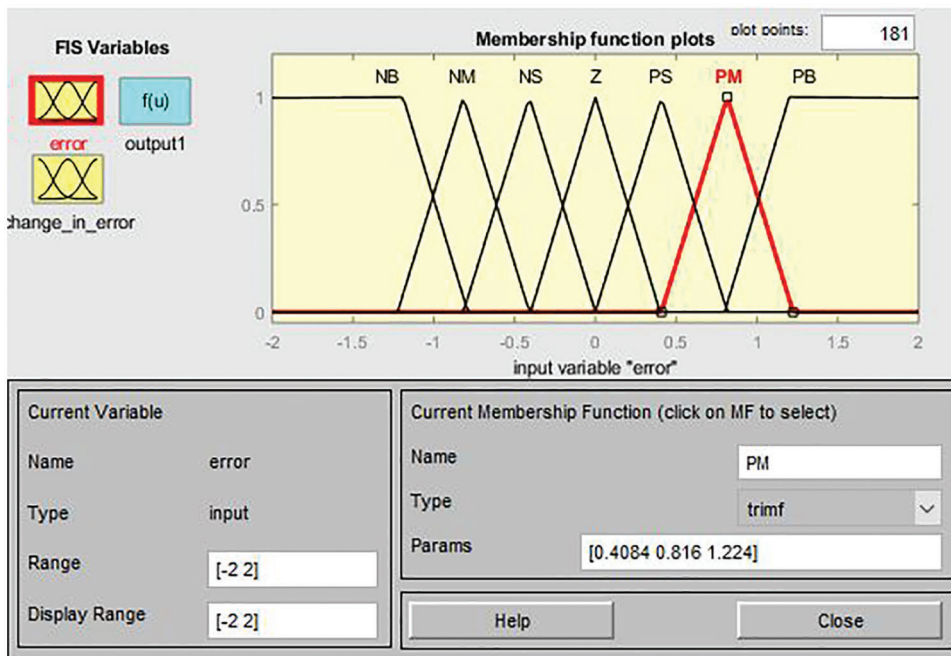 FIS Variables
f(u)
error output1
change_in_error
Membership function plots plot points: 181
NB NM NS Z PS PM PB
1
0.5
0
-2 -1.5 -1 -0.5 0 0.5 1 1.5 2
input variable "error"
Current Variable
Name error
Type input
Range [-2 2]
Display Range [-2 2]
Current Membership Function (click on MF to select)
Name PM
Type trimf
Params [0.4084 0.816 1.224]
Help Close